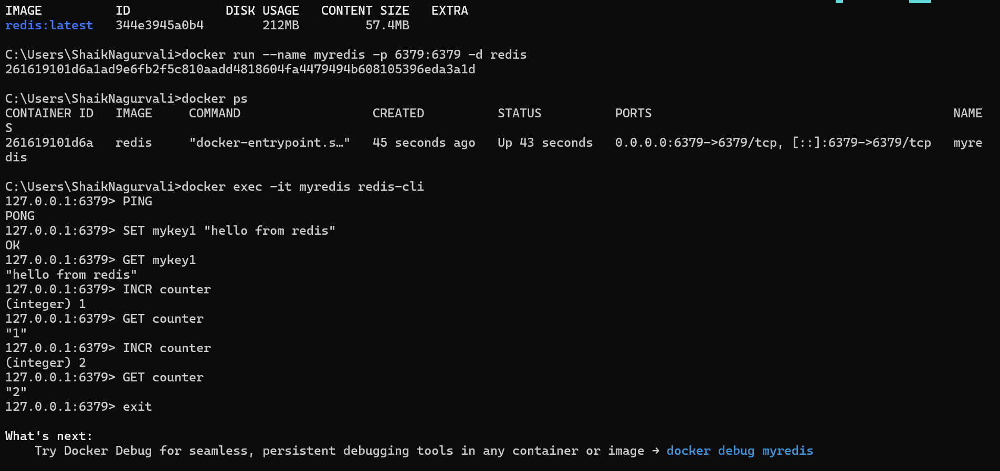 IMAGE          ID             DISK USAGE   CONTENT SIZE   EXTRA
redis:latest   344e3945a0b4        212MB         57.4MB

C:\Users\ShaikNagurvali>docker run --name myredis -p 6379:6379 -d redis
261619101d6a1ad9e6fb2f5c810aadd4818604fa4479494b608105396eda3a1d

C:\Users\ShaikNagurvali>docker ps
CONTAINER ID   IMAGE     COMMAND                  CREATED          STATUS          PORTS                                         NAME
S
261619101d6a   redis     "docker-entrypoint.s…"   45 seconds ago   Up 43 seconds   0.0.0.0:6379->6379/tcp, [::]:6379->6379/tcp   myre
dis

C:\Users\ShaikNagurvali>docker exec -it myredis redis-cli
127.0.0.1:6379> PING
PONG
127.0.0.1:6379> SET mykey1 "hello from redis"
OK
127.0.0.1:6379> GET mykey1
"hello from redis"
127.0.0.1:6379> INCR counter
(integer) 1
127.0.0.1:6379> GET counter
"1"
127.0.0.1:6379> INCR counter
(integer) 2
127.0.0.1:6379> GET counter
"2"
127.0.0.1:6379> exit

What's next:
    Try Docker Debug for seamless, persistent debugging tools in any container or image → docker debug myredis